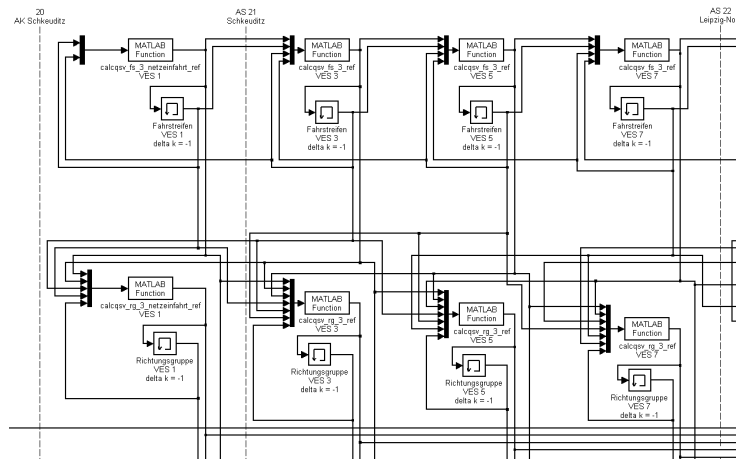 20
AK Schkeuditz
AS 21
Schkeuditz
AS 22
Leipzig-No
MATLAB
Function
calcqsv_fs_3_netzeinfahrt_ref
VES 1
MATLAB
Function
calcqsv_fs_3_ref
VES 3
MATLAB
Function
calcqsv_fs_3_ref
VES 5
MATLAB
Function
calcqsv_fs_3_ref
VES 7
Fahrstreifen
VES 1
delta k = -1
Fahrstreifen
VES 3
delta k = -1
Fahrstreifen
VES 5
delta k = -1
Fahrstreifen
VES 7
delta k = -1
MATLAB
Function
calcqsv_rg_3_netzeinfahrt_ref
VES 1
MATLAB
Function
calcqsv_rg_3_ref
VES 3
MATLAB
Function
calcqsv_rg_3_ref
VES 5
MATLAB
Function
calcqsv_rg_3_ref
VES 7
Richtungsgruppe
VES 1
delta k = -1
Richtungsgruppe
VES 3
delta k = -1
Richtungsgruppe
VES 5
delta k = -1
Richtungsgruppe
VES 7
delta k = -1